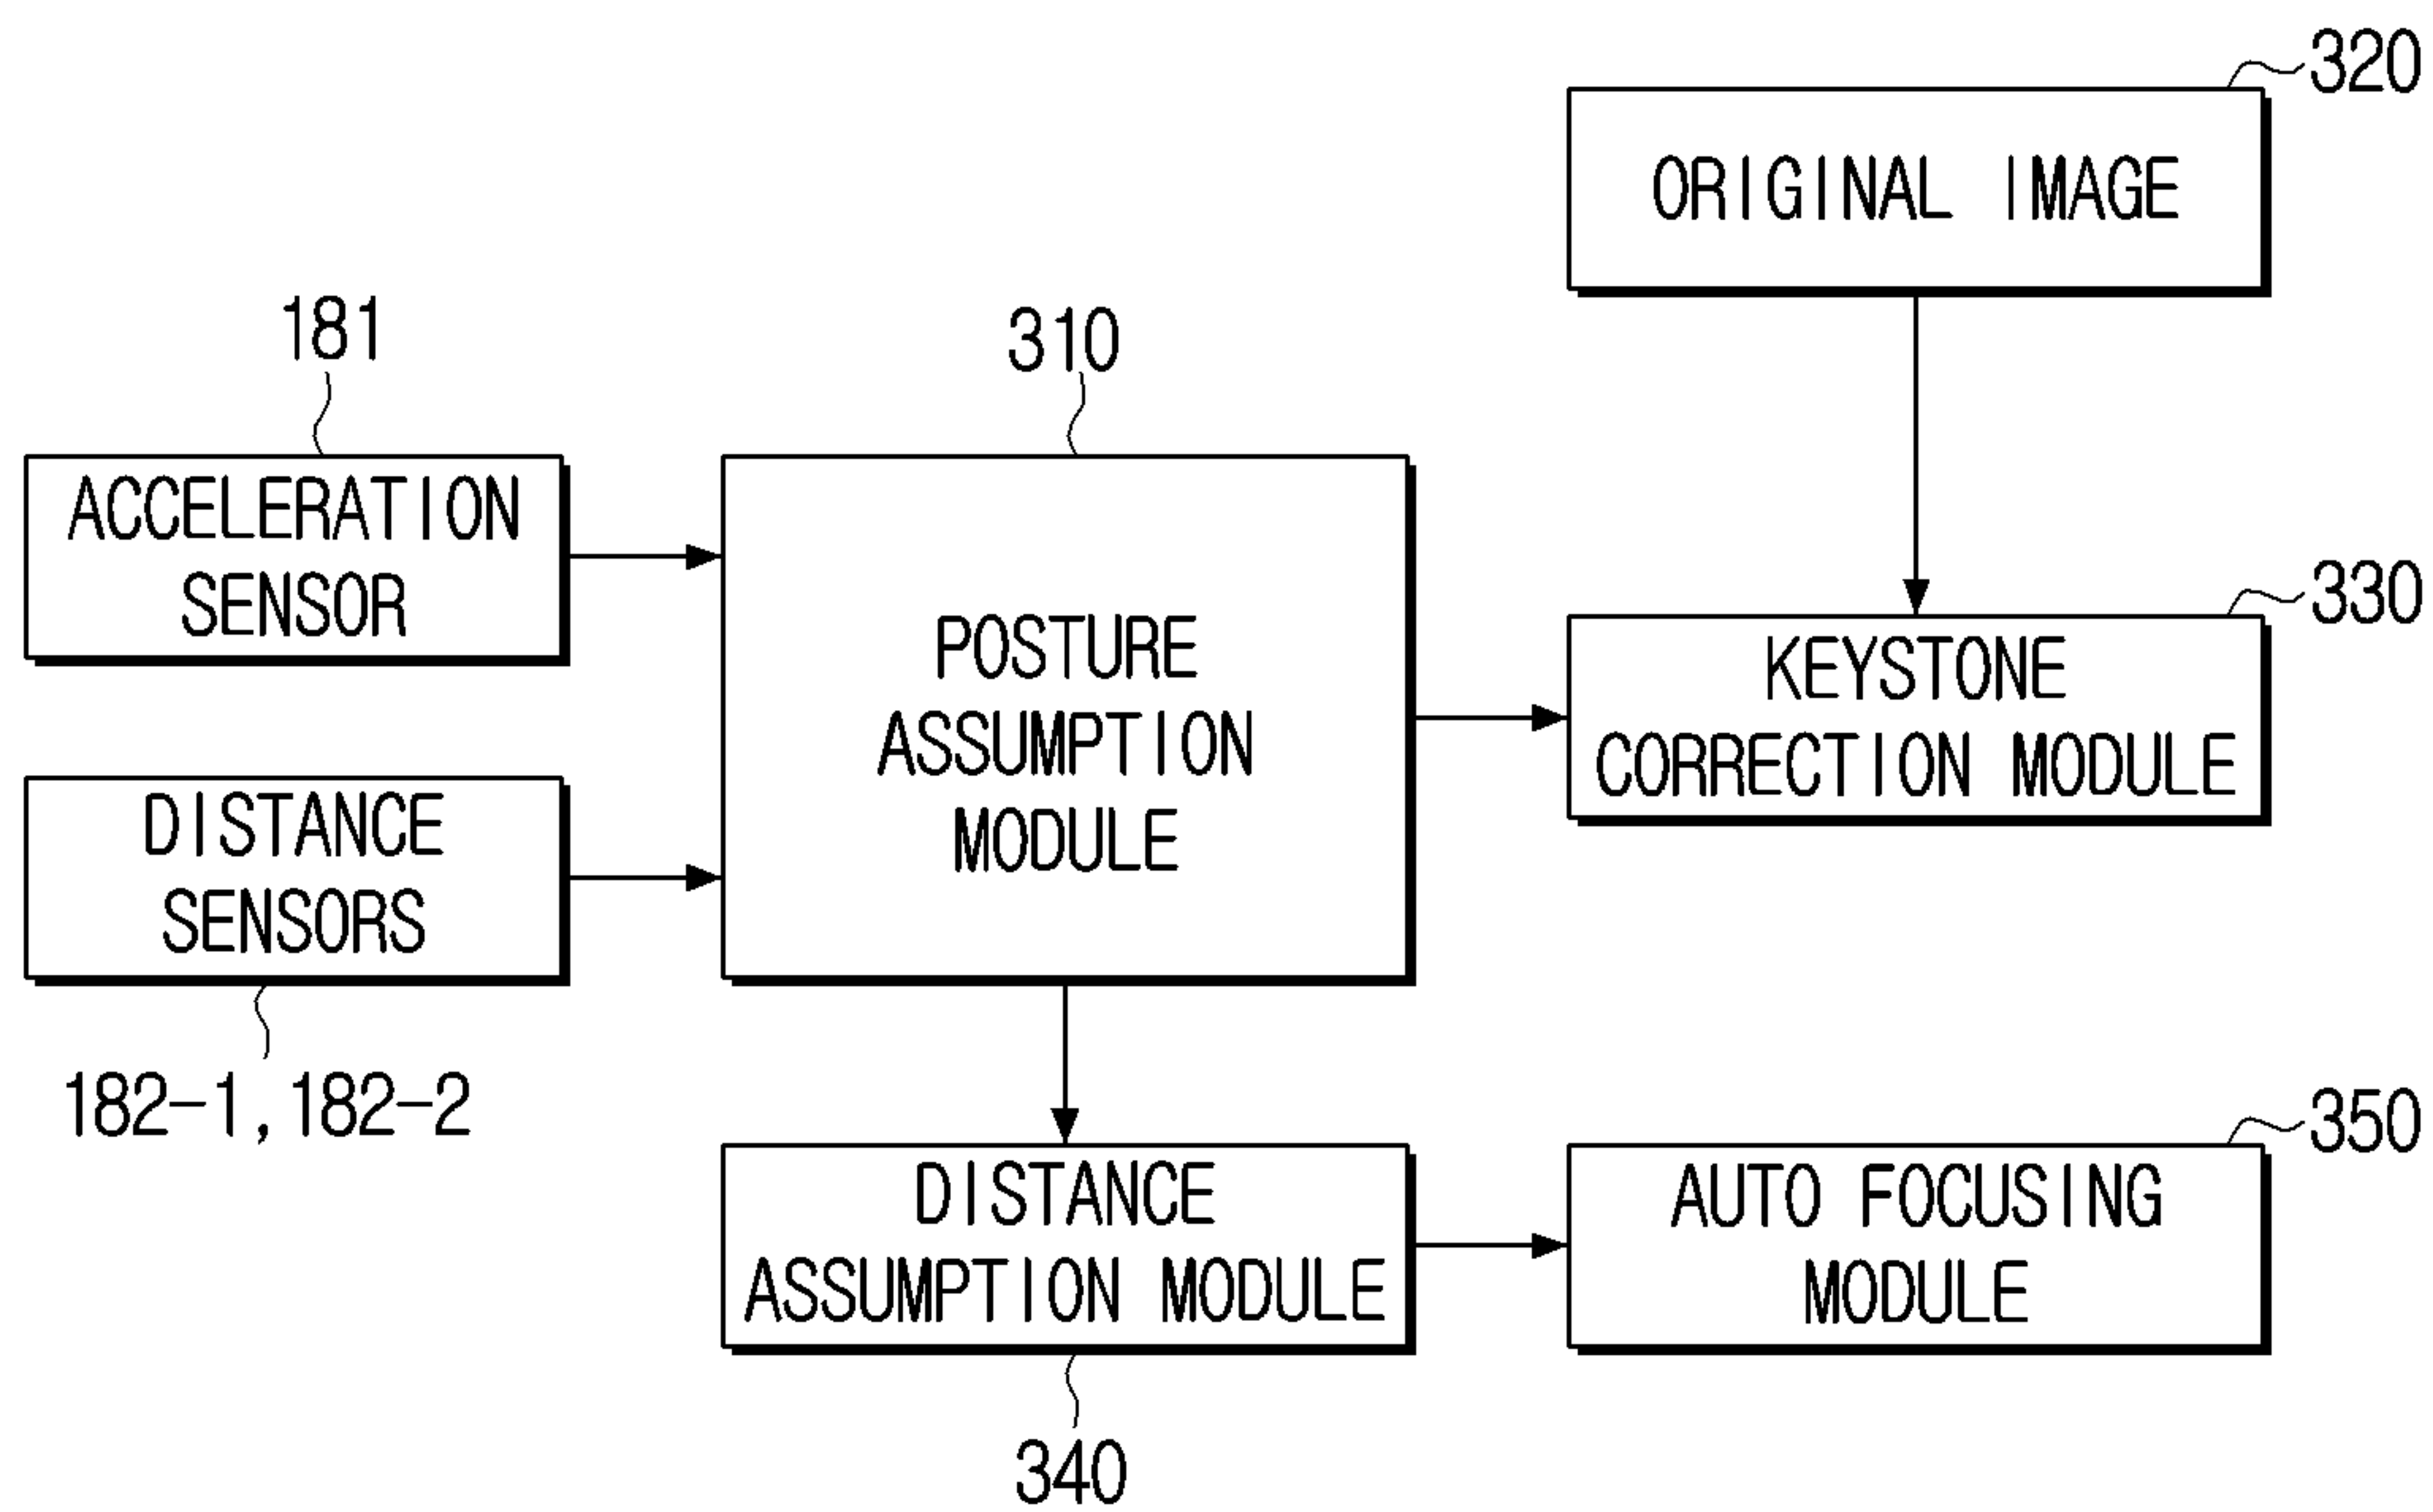 320
ORIGINAL IMAGE
181
310
ACCELERATION
SENSOR
POSTURE
ASSUMPTION
MODULE
330
KEYSTONE
CORRECTION MODULE
DISTANCE
SENSORS
182-1, 182-2
350
DISTANCE
ASSUMPTION MODULE
AUTO FOCUSING
MODULE
340